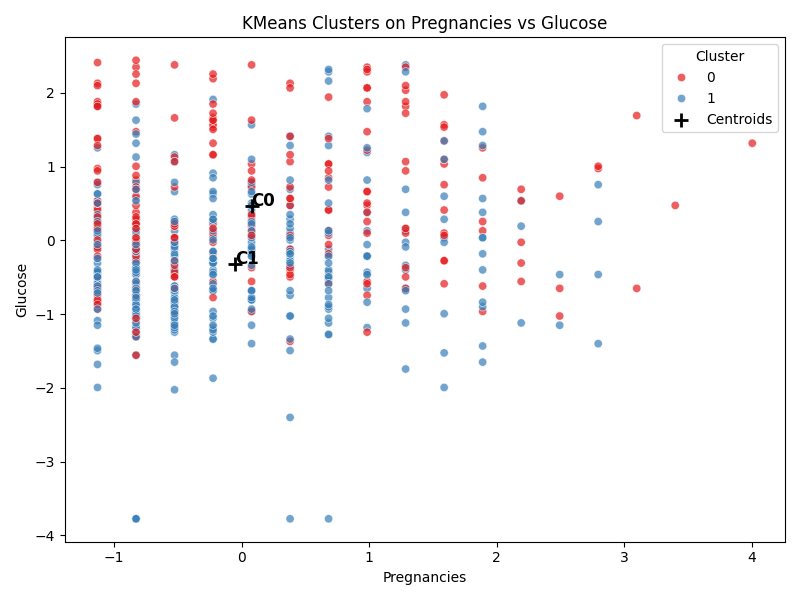 KMeans Clusters on Pregnancies vs Glucose
Cluster
0
1
Centroids
Glucose
2
1
0
−1
−2
−3
−4
C0
C1
−1
0
1
2
3
4
Pregnancies